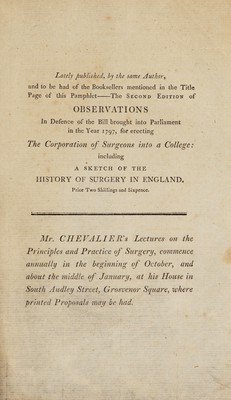 Lately published, by the same Author,
and to be had of the Booksellers mentioned in the Title
Page of this Pamphlet——The SECOND EDITION of
OBSERVATIONS
In Defence of the Bill brought into Parliament
in the Year 1797, for erecting
The Corporation of Surgeons into a College:
including
A SKETCH OF THE
HISTORY OF SURGERY IN ENGLAND.
Price Two Shillings and Sixpence.
Mr. CHEVALIER's Lectures on the
Principles and Practice of Surgery, commence
annually in the beginning of October, and
about the middle of January, at his House in
South Audley Street, Grosvenor Square, where
printed Proposals may be had.